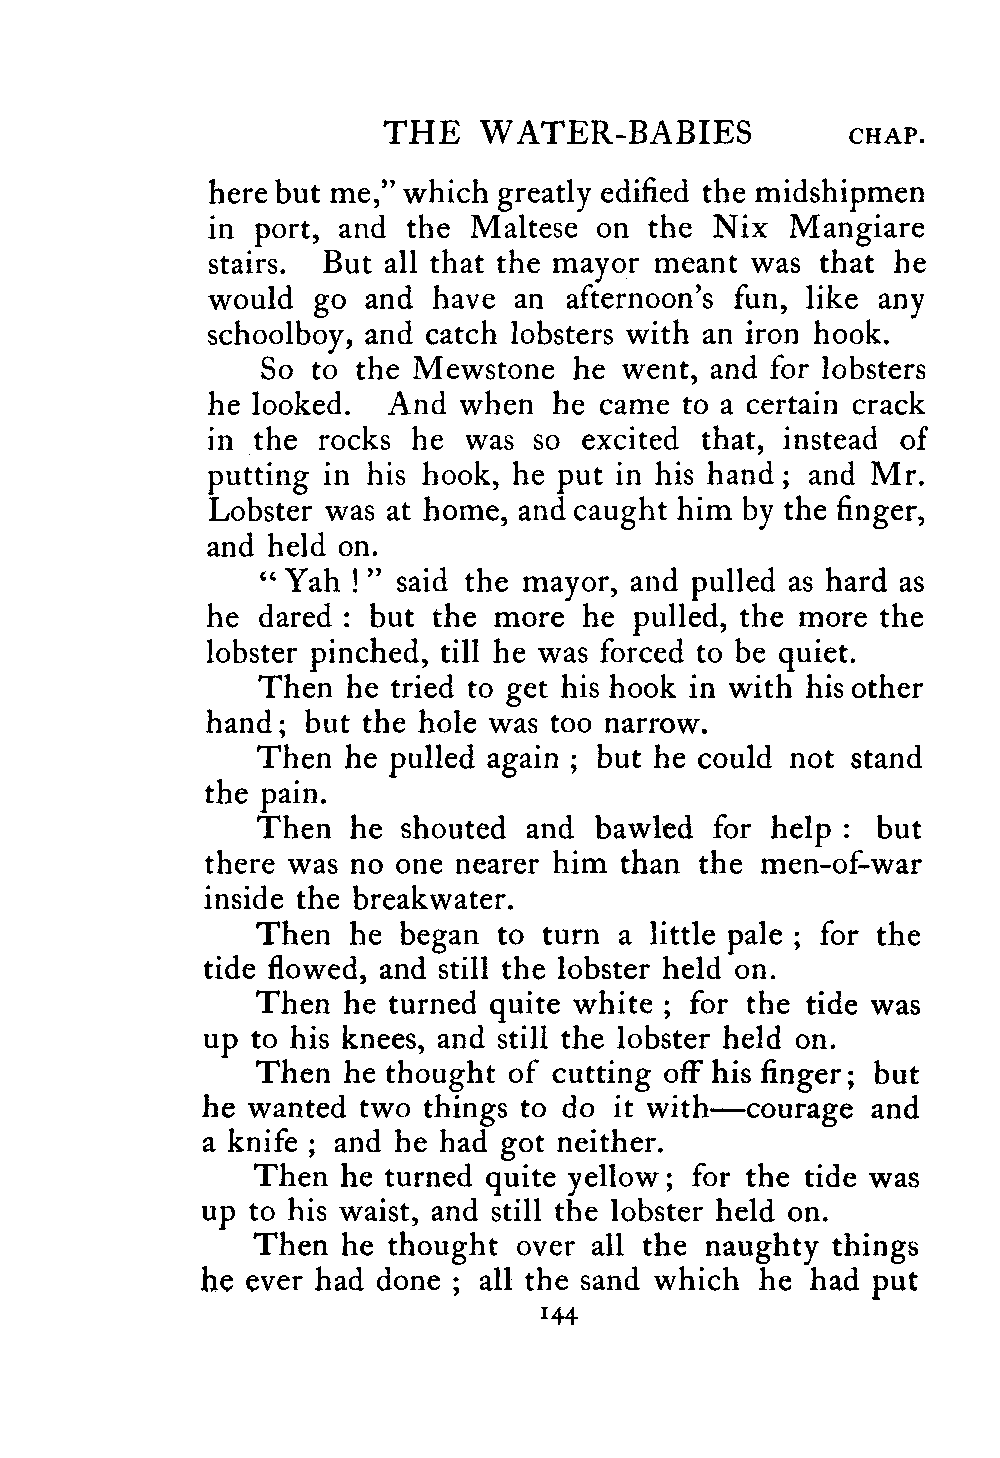 THE WATER-BABIES CHAP.
here but me,” which greatly edified the midshipmen
in port, and the Maltese on the Nix Mangiare
stairs. But all that the mayor meant was that he
would go and have an afternoon’s fun, like any
schoolboy, and catch lobsters with an iron hook.
So to the Mewstone he went, and for lobsters
he looked. And when he came to a certain crack
in the rocks he was so excited that, instead of
putting in his hook, he put in his hand ; and Mr.
Lobster was at home, and caught him by the finger,
and held on.
“ Yah ! ” said the mayor, and pulled as hard as
he dared : but the more he pulled, the more the
lobster pinched, till he was forced to be quiet.
Then he tried to get his hook in with his other
hand ; but the hole was too narrow.
Then he pulled again ; but he could not stand
the pain.
Then he shouted and bawled for help : but
there was no one nearer him than the men-of-war
inside the breakwater.
Then he began to turn a little pale ; for the
tide flowed, and still the lobster held on.
Then he turned quite white ; for the tide was
up to his knees, and still the lobster held on.
Then he thought of cutting off his finger ; but
he wanted two things to do it with—courage and
a knife ; and he had got neither.
Then he turned quite yellow ; for the tide was
up to his waist, and still the lobster held on.
Then he thought over all the naughty things
he ever had done ; all the sand which he had put
144